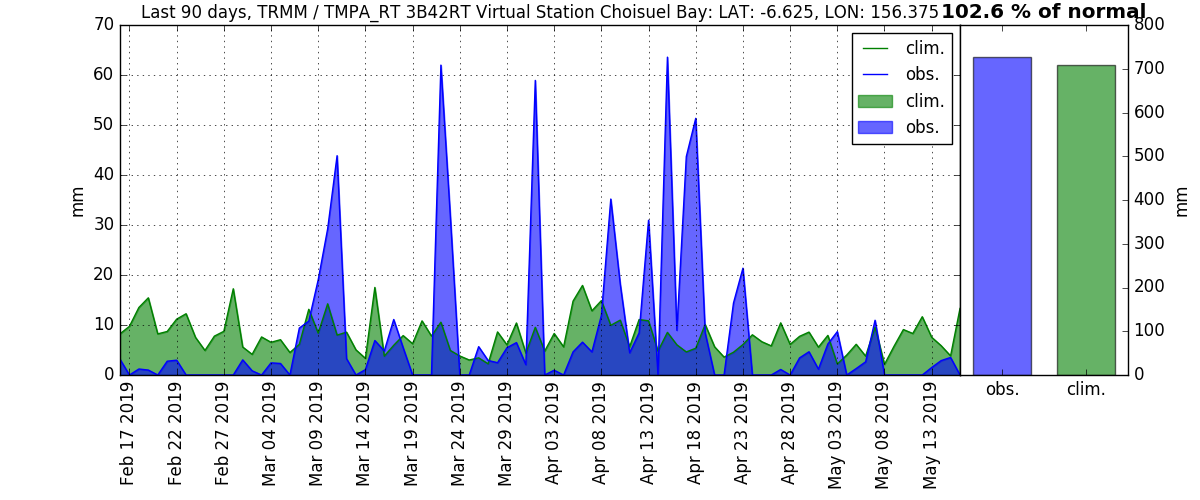 Last 90 days, TRMM / TMPA_RT 3B42RT Virtual Station Choisuel Bay: LAT: -6.625, LON: 156.375
102.6 % of normal
70
60
50
40
30
20
10
0
mm
clim.
obs.
clim.
obs.
Feb 17 2019
Feb 22 2019
Feb 27 2019
Mar 04 2019
Mar 09 2019
Mar 14 2019
Mar 19 2019
Mar 24 2019
Mar 29 2019
Apr 03 2019
Apr 08 2019
Apr 13 2019
Apr 18 2019
Apr 23 2019
Apr 28 2019
May 03 2019
May 08 2019
May 13 2019
800
700
600
500
400
300
200
100
0
mm
obs.
clim.